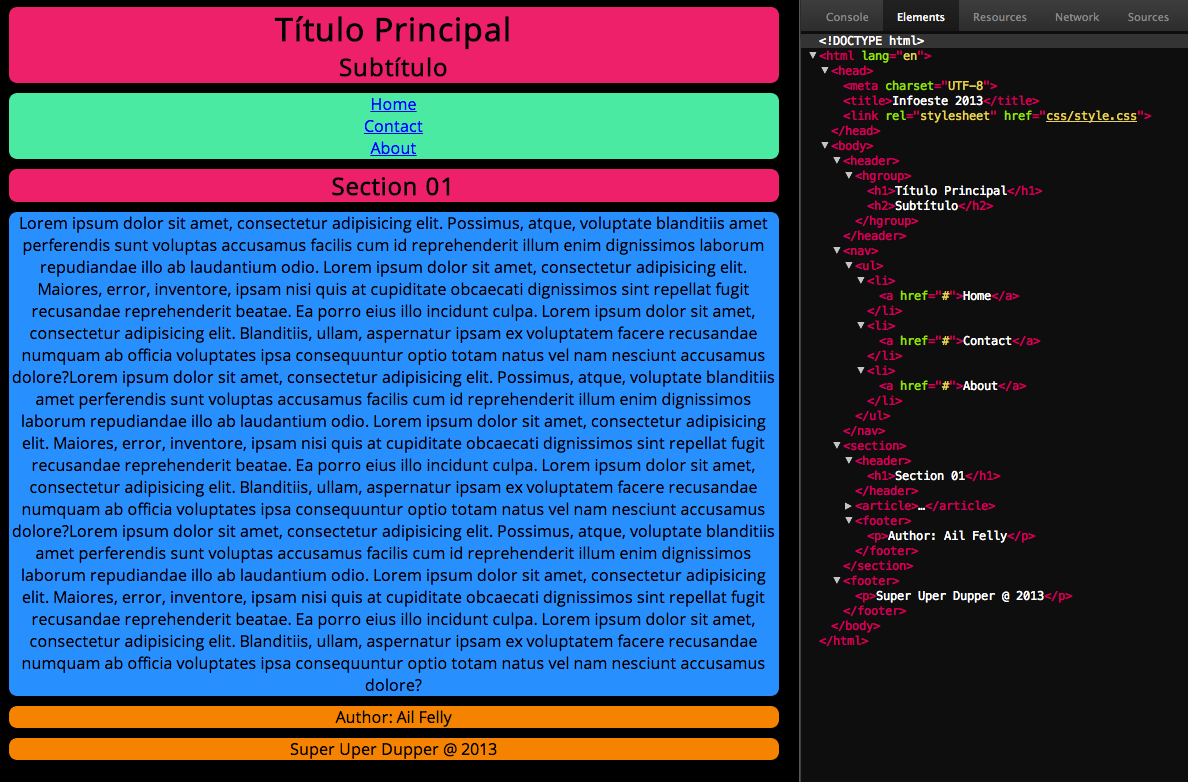 Título Principal
Subtítulo
Home
Contact
About
Section 01
Lorem ipsum dolor sit amet, consectetur adipisicing elit. Possimus, atque, voluptate blanditiis amet
perferendis sunt voluptas accusamus facilis cum id reprehenderit illum enim dignissimos laborum
repudiandae illo ab laudantium odio. Lorem ipsum dolor sit amet, consectetur adipisicing elit.
Maiores, error, inventore, ipsam nisi quis at cupiditate obcaecati dignissimos sint repellat fugit
recusandae reprehenderit beatae. Ea porro eius illo incidunt culpa. Lorem ipsum dolor sit amet,
consectetur adipisicing elit. Blanditiis, ullam, aspernatur ipsam ex voluptatem facere recusandae
numquam ab officia voluptates ipsa consequuntur optio totam natus vel nam nesciunt accusamus
dolore?Lorem ipsum dolor sit amet, consectetur adipisicing elit. Possimus, atque, voluptate blanditiis
amet perferendis sunt voluptas accusamus facilis cum id reprehenderit illum enim dignissimos
laborum repudiandae illo ab laudantium odio. Lorem ipsum dolor sit amet, consectetur adipisicing
elit. Maiores, error, inventore, ipsam nisi quis at cupiditate obcaecati dignissimos sint repellat fugit
recusandae reprehenderit beatae. Ea porro eius illo incidunt culpa. Lorem ipsum dolor sit amet,
consectetur adipisicing elit. Blanditiis, ullam, aspernatur ipsam ex voluptatem facere recusandae
numquam ab officia voluptates ipsa consequuntur optio totam natus vel nam nesciunt accusamus
dolore?Lorem ipsum dolor sit amet, consectetur adipisicing elit. Possimus, atque, voluptate blanditiis
amet perferendis sunt voluptas accusamus facilis cum id reprehenderit illum enim dignissimos
laborum repudiandae illo ab laudantium odio. Lorem ipsum dolor sit amet, consectetur adipisicing
elit. Maiores, error, inventore, ipsam nisi quis at cupiditate obcaecati dignissimos sint repellat fugit
recusandae reprehenderit beatae. Ea porro eius illo incidunt culpa. Lorem ipsum dolor sit amet,
consectetur adipisicing elit. Blanditiis, ullam, aspernatur ipsam ex voluptatem facere recusandae
numquam ab officia voluptates ipsa consequuntur optio totam natus vel nam nesciunt accusamus
dolore?
Author: Ail Felly
Super Uper Dupper @ 2013
Console Elements Resources Network Sources
<!DOCTYPE html>
<html lang="en">
<head>
<meta charset="UTF-8">
<title>Infoeste 2013</title>
<link rel="stylesheet" href="css/style.css">
</head>
<body>
<header>
<hgroup>
<h1>Título Principal</h1>
<h2>Subtítulo</h2>
</hgroup>
</header>
<nav>
<ul>
<li>
<a href="#">Home</a>
</li>
<li>
<a href="#">Contact</a>
</li>
<li>
<a href="#">About</a>
</li>
</ul>
</nav>
<section>
<header>
<h1>Section 01</h1>
</header>
<article>…</article>
<footer>
<p>Author: Ail Felly</p>
</footer>
</section>
<footer>
<p>Super Uper Dupper @ 2013</p>
</footer>
</body>
</html>